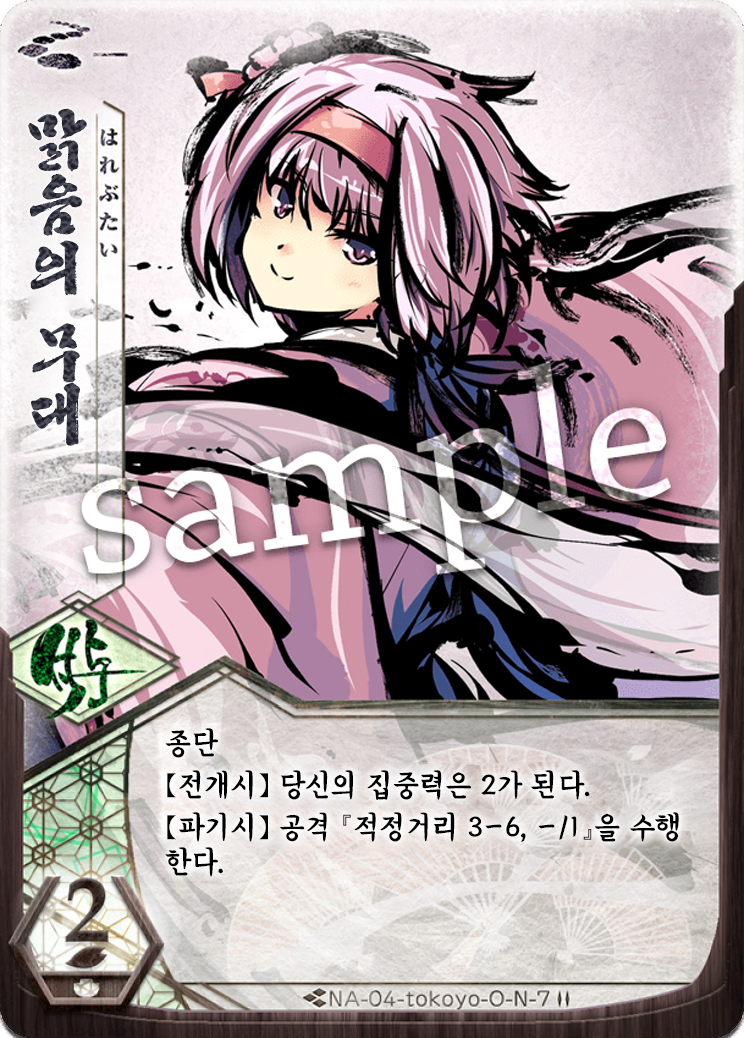 맑음의 무대
はれぶたい
sample
종단
【전개시】 당신의 집중력은 2가 된다.
【파기시】 공격 『적정거리 3-6, -/1』을 수행
한다.
2
NA-04-tokoyo-O-N-7